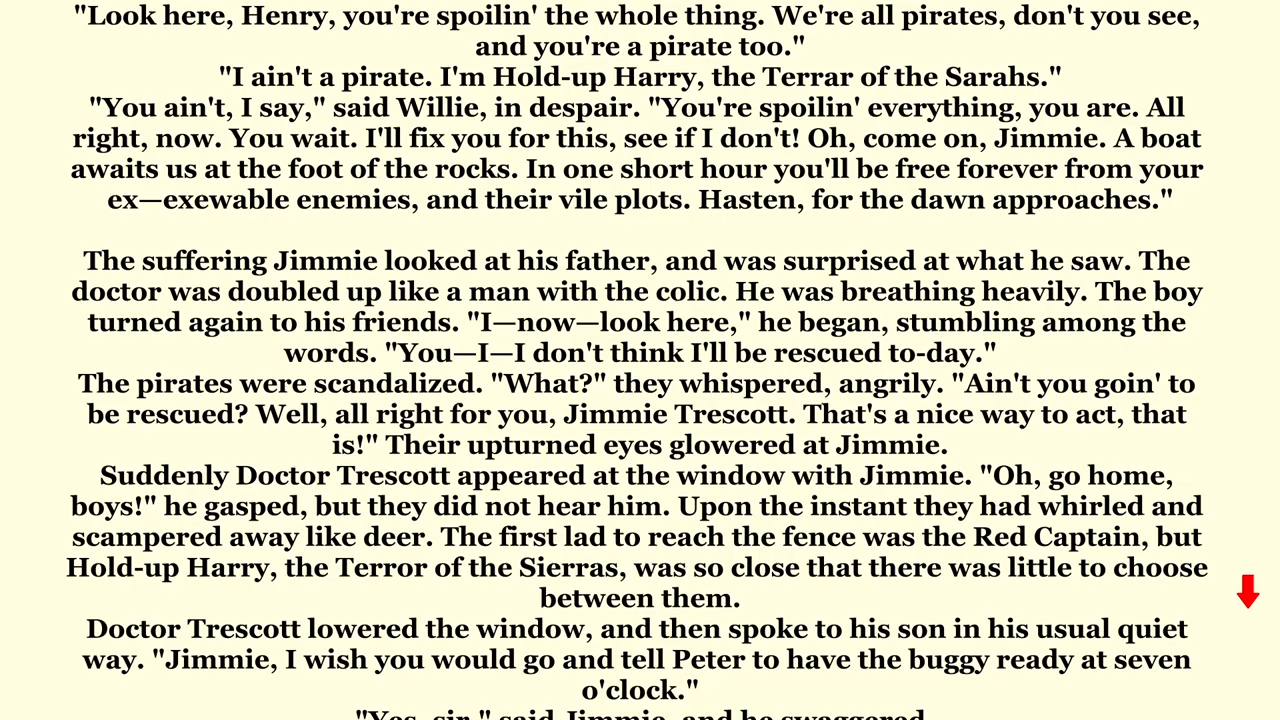 "Look here, Henry, you're spoilin' the whole thing. We're all pirates, don't you see,
and you're a pirate too."
"I ain't a pirate. I'm Hold-up Harry, the Terrar of the Sarahs."
"You ain't, I say," said Willie, in despair. "You're spoilin' everything, you are. All
right, now. You wait. I'll fix you for this, see if I don't! Oh, come on, Jimmie. A boat
awaits us at the foot of the rocks. In one short hour you'll be free forever from your
ex—exewable enemies, and their vile plots. Hasten, for the dawn approaches."
The suffering Jimmie looked at his father, and was surprised at what he saw. The
doctor was doubled up like a man with the colic. He was breathing heavily. The boy
turned again to his friends. "I—now—look here," he began, stumbling among the
words. "You—I—I don't think I'll be rescued to-day."
The pirates were scandalized. "What?" they whispered, angrily. "Ain't you goin' to
be rescued? Well, all right for you, Jimmie Trescott. That's a nice way to act, that
is!" Their upturned eyes glowered at Jimmie.
Suddenly Doctor Trescott appeared at the window with Jimmie. "Oh, go home,
boys!" he gasped, but they did not hear him. Upon the instant they had whirled and
scampered away like deer. The first lad to reach the fence was the Red Captain, but
Hold-up Harry, the Terror of the Sierras, was so close that there was little to choose
between them.
Doctor Trescott lowered the window, and then spoke to his son in his usual quiet
way. "Jimmie, I wish you would go and tell Peter to have the buggy ready at seven
o'clock."
"Yes, sir," said Jimmie, and he swaggered